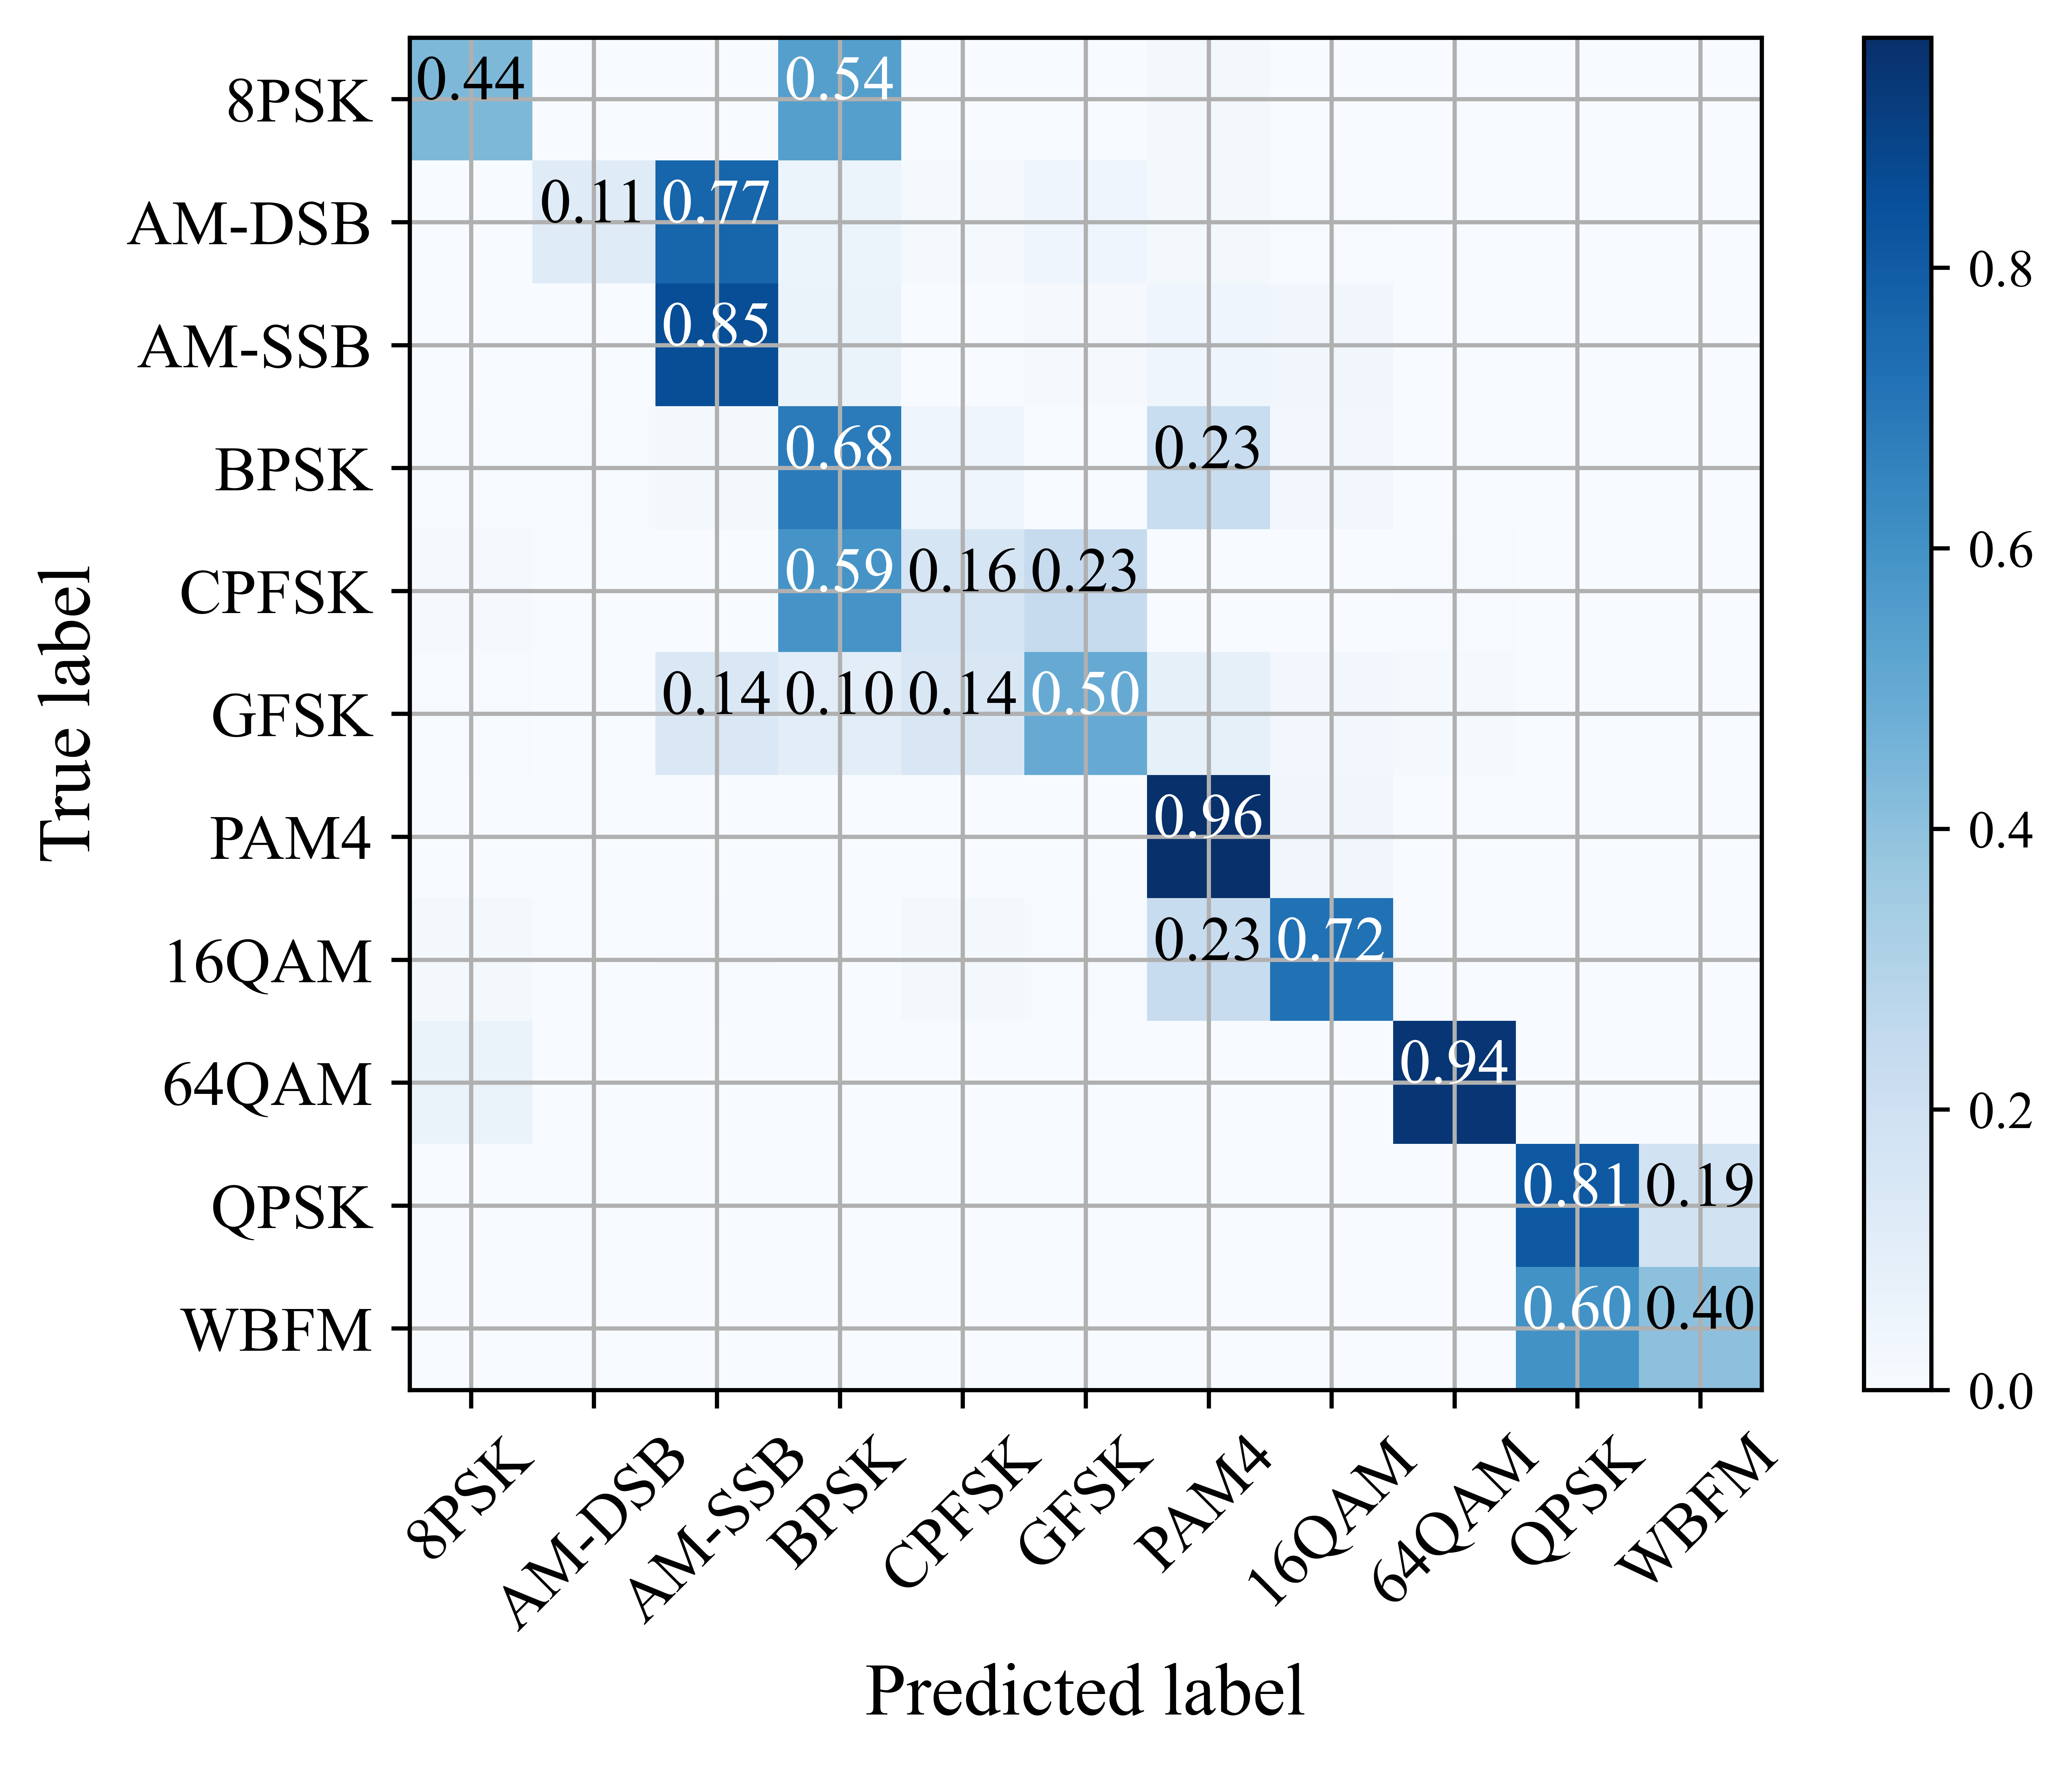 8PSK 0.44 0.54
AM-DSB 0.11 0.77
AM-SSB 0.85
BPSK 0.68 0.23
CPFSK 0.59 0.16 0.23
GFSK 0.14 0.10 0.14 0.50
PAM4 0.96
16QAM 0.23 0.72
64QAM 0.94
QPSK 0.81 0.19
WBFM 0.60 0.40
True label
8PSK AM-DSB AM-SSB BPSK CPFSK GFSK PAM4 16QAM 64QAM QPSK WBFM
Predicted label
0.8
0.6
0.4
0.2
0.0